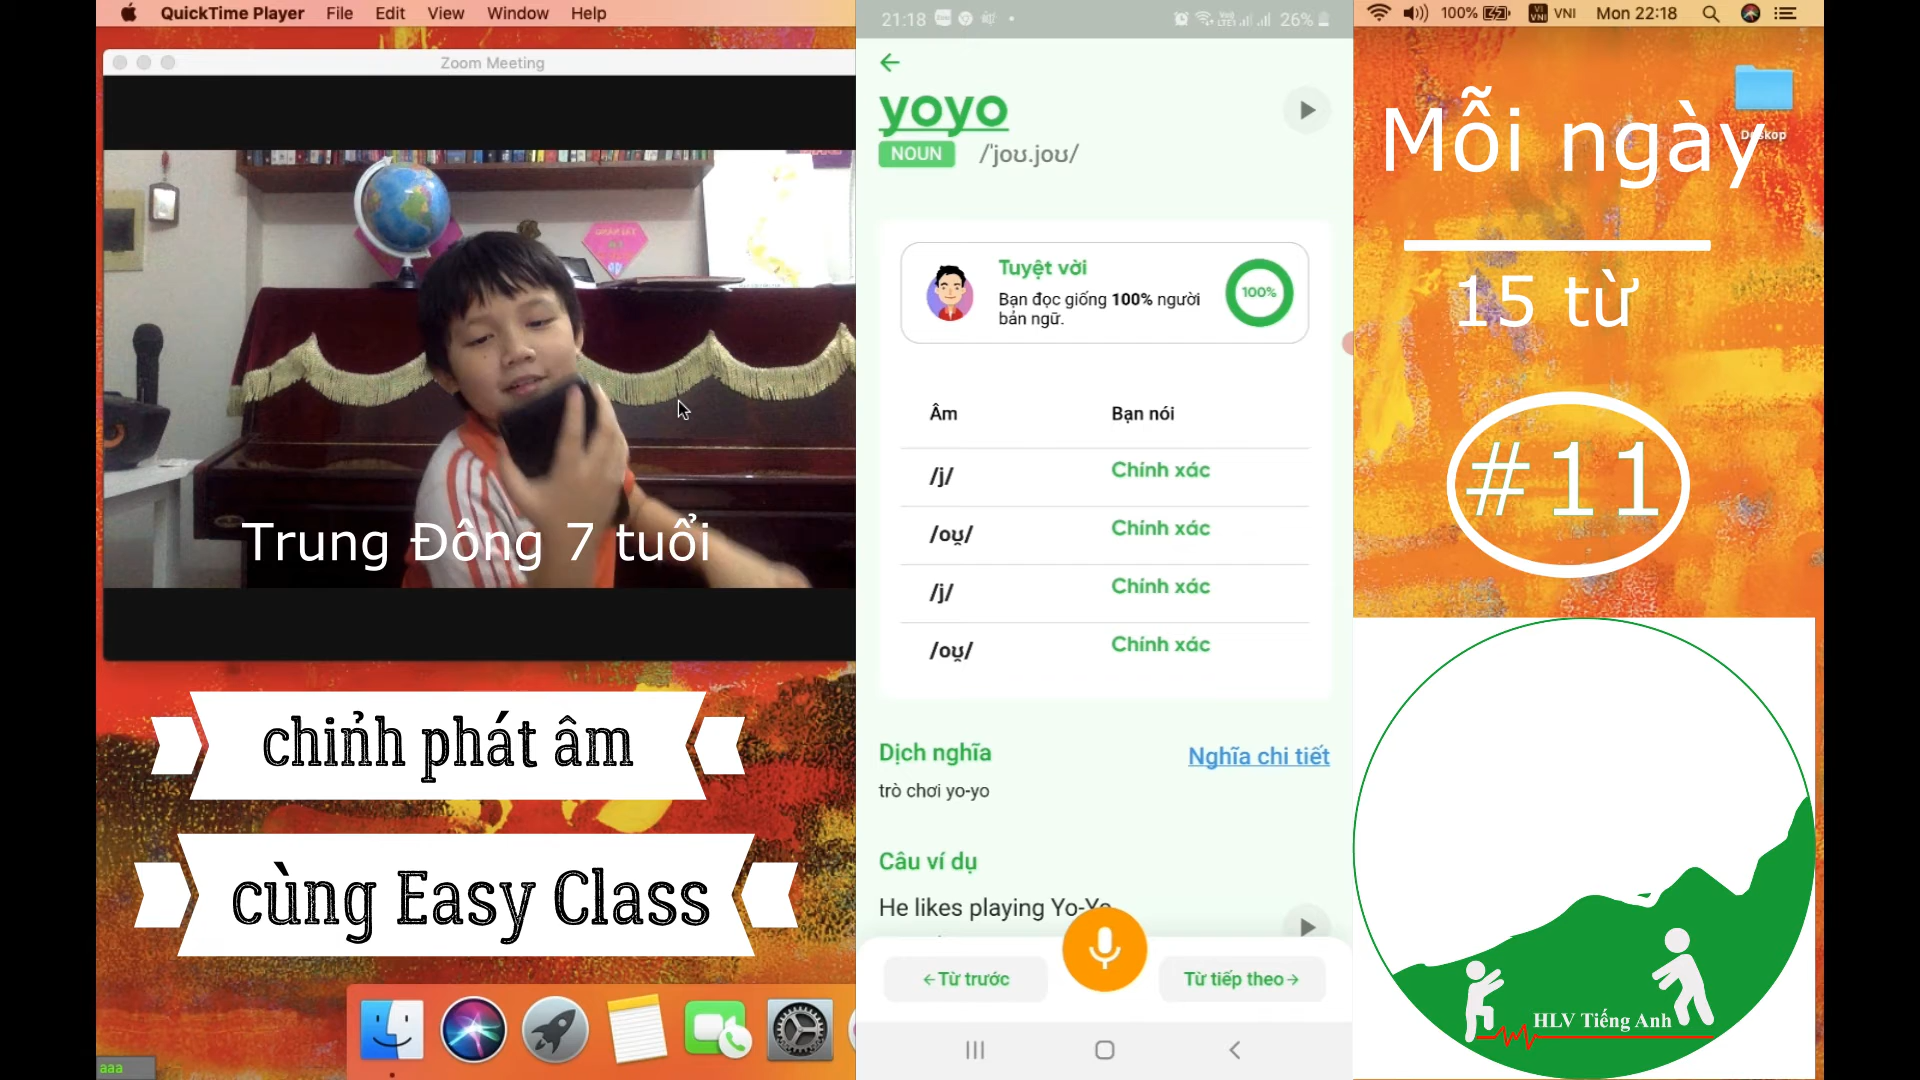 QuickTime Player File Edit View Window Help
Zoom Meeting
Trung Đông 7 tuổi
chỉnh phát âm
cùng Easy Class
aaa
21:18 26%
yoyo
NOUN /ˈjoʊ.joʊ/
Tuyệt vời
Bạn đọc giống 100% người
bản ngữ.
100%
Âm Bạn nói
/j/ Chính xác
/oʊ̯/ Chính xác
/j/ Chính xác
/oʊ̯/ Chính xác
Dịch nghĩa Nghĩa chi tiết
trò chơi yo-yo
Câu ví dụ
He likes playing Yo-Yo
←Từ trước Từ tiếp theo→
100% VNI Mon 22:18
Mỗi ngày
15 từ
#11
HLV Tiếng Anh